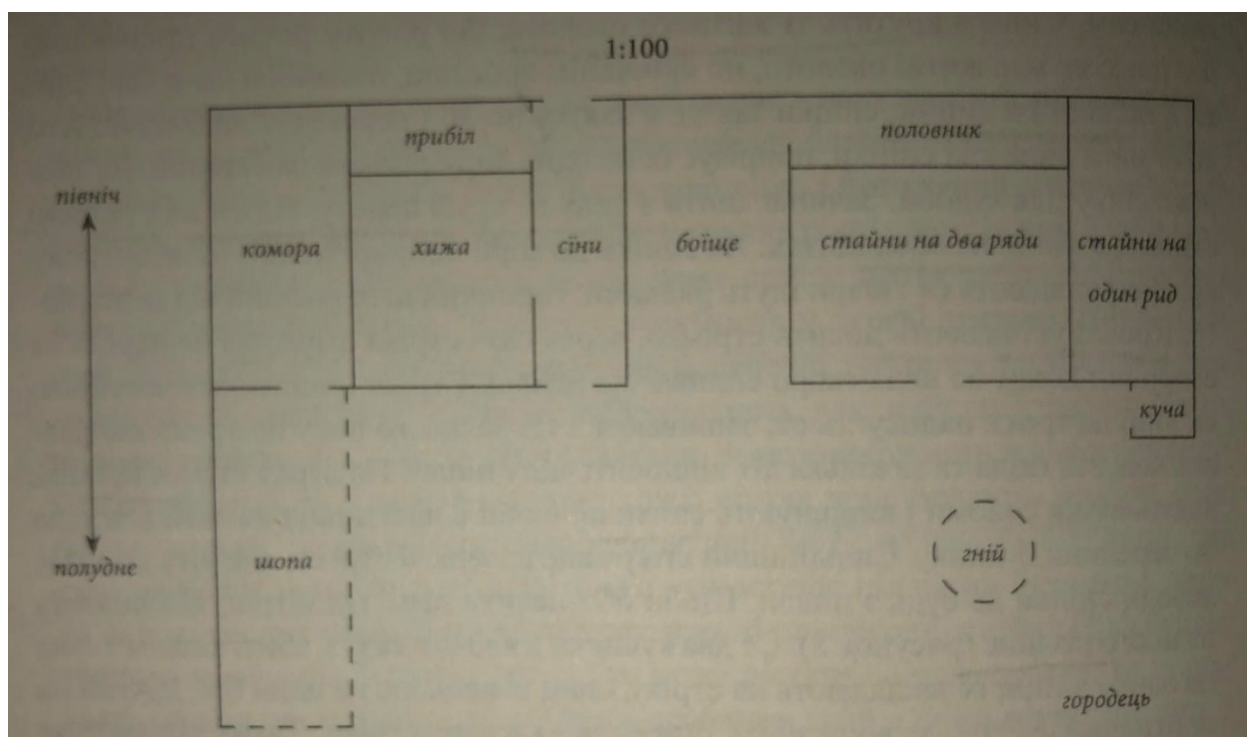 1:100
прибіл
половник
північ
комора
хижа
сїни
боїще
стайни на два ряди
стайни на
один рид
куча
полудне
шопа
гній
городець